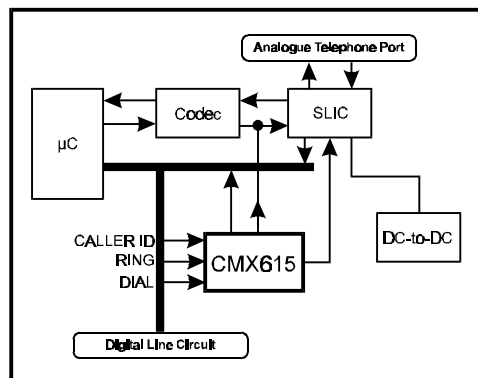 Analogue Telephone Port
µC
Codec
SLIC
DC-to-DC
CALLER ID
RING
DIAL
CMX615
Digital Line Circuit